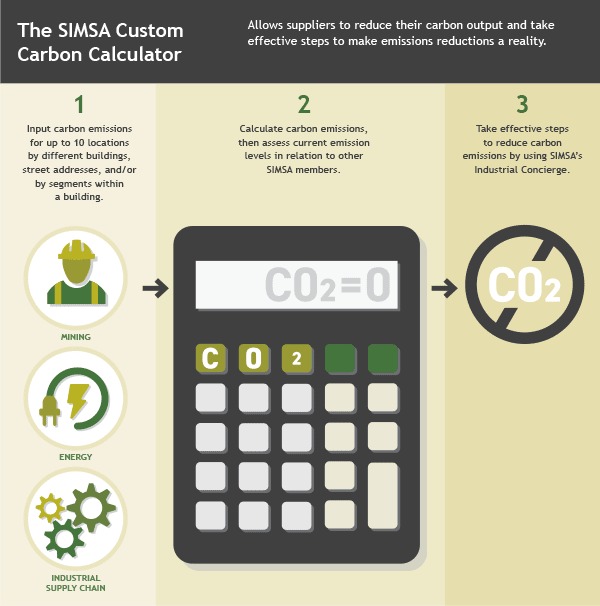 The SIMSA Custom
Carbon Calculator
Allows suppliers to reduce their carbon output and take
effective steps to make emissions reductions a reality.
1
Input carbon emissions
for up to 10 locations
by different buildings,
street addresses, and/or
by segments within
a building.
MINING
ENERGY
INDUSTRIAL
SUPPLY CHAIN
2
Calculate carbon emissions,
then assess current emission
levels in relation to other
SIMSA members.
CO2=0
C O 2
3
Take effective steps
to reduce carbon
emissions by using SIMSA's
Industrial Concierge.
CO2